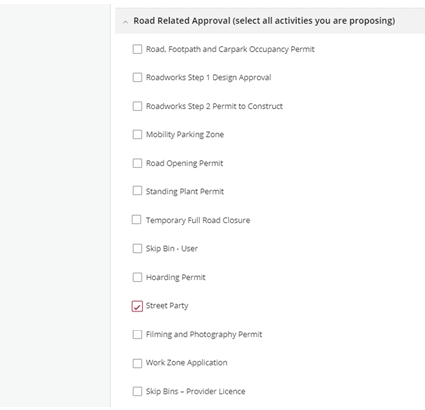 Road Related Approval (select all activities you are proposing)
Road, Footpath and Carpark Occupancy Permit
Roadworks Step 1 Design Approval
Roadworks Step 2 Permit to Construct
Mobility Parking Zone
Road Opening Permit
Standing Plant Permit
Temporary Full Road Closure
Skip Bin - User
Hoarding Permit
Street Party
Filming and Photography Permit
Work Zone Application
Skip Bins – Provider Licence